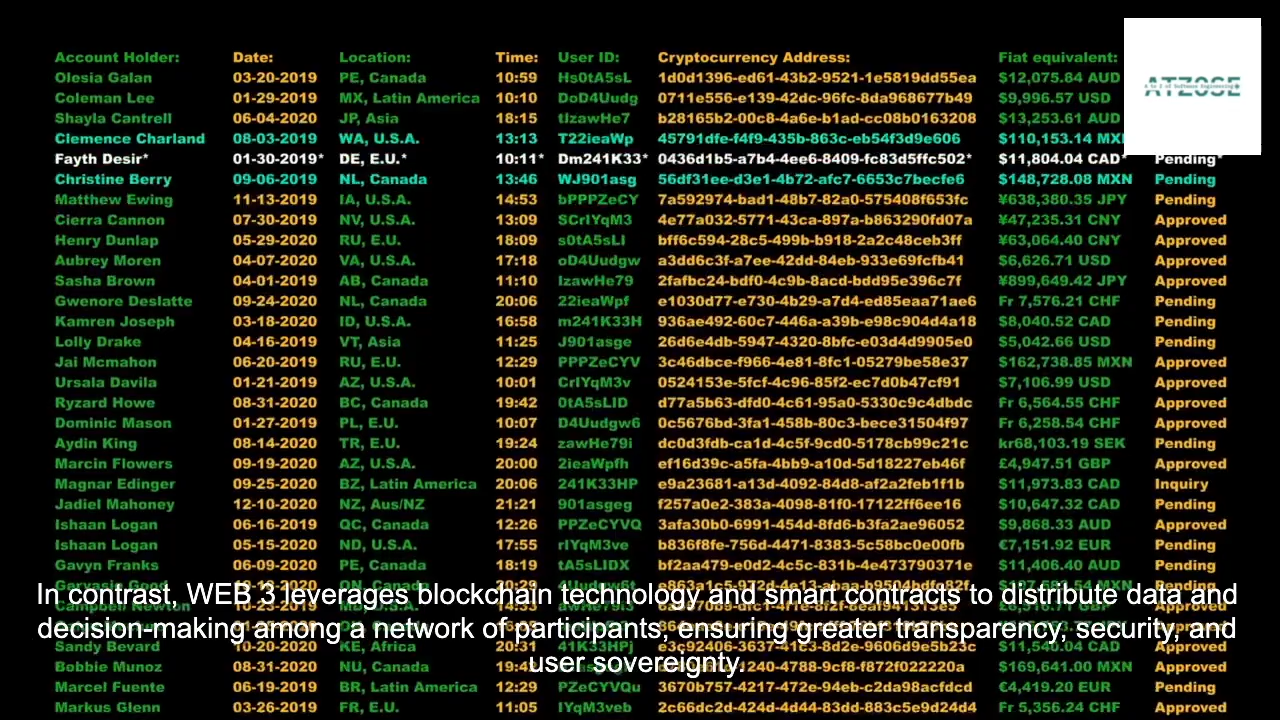 Account Holder: Date: Location: Time: User ID: Cryptocurrency Address: Fiat equivalent:
ATZOSE
A to Z of Software Engineering
Olesia Galan 03-20-2019 PE, Canada 10:59 Hs0tA5sL 1d0d1396-ed61-43b2-9521-1e5819dd55ea $12,075.84 AUD
Coleman Lee 01-29-2019 MX, Latin America 10:10 DoD4Uudg 0711e556-e139-42dc-96fc-8da968677b49 $9,996.57 USD
Shayla Cantrell 06-04-2020 JP, Asia 18:15 tIzawHe7 b28165b2-00c8-4a6e-b1ad-cc08b0163208 $13,253.61 AUD
Clemence Charland 08-03-2019 WA, U.S.A. 13:13 T22ieaWp 45791dfe-f4f9-435b-863c-eb54f3d9e606 $110,153.14
Fayth Desir* 01-30-2019* DE, E.U.* 10:11* Dm241K33* 0436d1b5-a7b4-4ee6-8409-fc83d5ffc502* $11,804.04 CAD* Pending*
Christine Berry 09-06-2019 NL, Canada 13:46 WJ901asg 56df31ee-d3e1-4b72-afc7-6653c7becfe6 $148,728.08 MXN Pending
Matthew Ewing 11-13-2019 IA, U.S.A. 14:53 bPPPZeCY 7a592974-bad1-48b7-82a0-575408f653fc ¥638,380.35 JPY Pending
Cierra Cannon 07-30-2019 NV, U.S.A. 13:09 SCrIYqM3 4e77a032-5771-43ca-897a-b863290fd07a ¥47,235.31 CNY Approved
Henry Dunlap 05-29-2020 RU, E.U. 18:09 s0tA5sLI bff6c594-28c5-499b-b918-2a2c48ceb3ff ¥63,064.40 CNY Approved
Aubrey Moren 04-07-2020 VA, U.S.A. 17:18 oD4Uudgw a3dd6c3f-a7ee-42dd-84eb-933e69fcfb41 $6,626.71 USD Approved
Sasha Brown 04-01-2019 AB, Canada 11:10 IzawHe79 2fafbc24-bdf0-4c9b-8acd-bdd95e396c7f ¥899,649.42 JPY Approved
Gwenore Deslatte 09-24-2020 NL, Canada 20:06 22ieaWpf e1030d77-e730-4b29-a7d4-ed85eaa71ae6 Fr 7,576.21 CHF Pending
Kamren Joseph 03-18-2020 ID, U.S.A. 16:58 m241K33H 936ae492-60c7-446a-a39b-e98c904d4a18 $8,040.52 CAD Pending
Lolly Drake 04-16-2019 VT, Asia 11:25 J901asge 26d6e4db-5947-4320-8bfc-e03d4d9905e0 $5,042.66 USD Pending
Jai Mcmahon 06-20-2019 RU, E.U. 12:29 PPPZeCYV 3c46dbce-f966-4e81-8fc1-05279be58e37 $162,738.85 MXN Approved
Ursala Davila 01-21-2019 AZ, U.S.A. 10:01 CrIYqM3v 0524153e-5fcf-4c96-85f2-ec7d0b47cf91 $7,106.99 USD Approved
Ryzard Howe 08-31-2020 BC, Canada 19:42 0tA5sLID d77a5b63-dfd0-4c61-95a0-5330c9c4dbdc Fr 6,564.55 CHF Approved
Dominic Mason 01-27-2019 PL, E.U. 10:07 D4Uudgw6 0c5676bd-3fa1-458b-80c3-bece31504f97 Fr 6,258.54 CHF Approved
Aydin King 08-14-2020 TR, E.U. 19:24 zawHe79i dc0d3fdb-ca1d-4c5f-9cd0-5178cb99c21c kr68,103.19 SEK Pending
Marcin Flowers 09-19-2020 AZ, U.S.A. 20:00 2ieaWpfh ef16d39c-a5fa-4bb9-a10d-5d18227eb46f £4,947.51 GBP Approved
Magnar Edinger 09-25-2020 BZ, Latin America 20:06 241K33HP e9a23681-a13d-4092-84d8-af2a2feb1f1b $11,973.83 CAD Inquiry
Jadiel Mahoney 12-10-2020 NZ, Aus/NZ 21:21 901asgeg f257a0e2-383a-4098-81f0-17122ff6ee16 $10,647.32 CAD Pending
Ishaan Logan 06-16-2019 QC, Canada 12:26 PPZeCYVQ 3afa30b0-6991-454d-8fd6-b3fa2ae96052 $9,868.33 AUD Approved
Ishaan Logan 05-15-2020 ND, U.S.A. 17:55 rIYqM3ve b836f8fe-756d-4471-8383-5c58bc0e00fb €7,151.92 EUR Pending
Gavyn Franks 06-09-2020 PE, Canada 18:19 tA5sLIDX bf2aa479-e0d2-4c5c-831b-4e473790371e $11,406.40 AUD Pending
In contrast, WEB 3 leverages blockchain technology and smart contracts to distribute data and
decision-making among a network of participants, ensuring greater transparency, security, and
user sovereignty.
Campbell Newton 10-23-2020
Sandy Bevard 10-20-2020 KE, Africa 20:31 41K33HPj $11,540.04 CAD Approved
Bobbie Munoz 08-31-2020 NU, Canada $169,641.00 MXN Pending
Marcel Fuente 06-19-2019 BR, Latin America 12:29 PZeCYVQu 3670b757-4217-472e-94eb-c2da98acfdcd €4,419.20 EUR Pending
Markus Glenn 03-26-2019 FR, E.U. 11:05 IYqM3veb 2c66dc2d-424d-4d44-83dd-883c5e9d24d4 Fr 5,356.24 CHF Pending